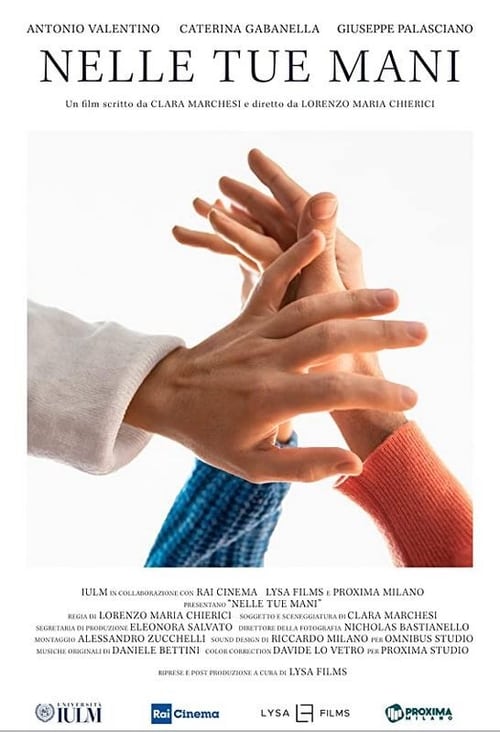 ANTONIO VALENTINO CATERINA GABANELLA GIUSEPPE PALASCIANO
NELLE TUE MANI
Un film scritto da CLARA MARCHESI e diretto da LORENZO MARIA CHIERICI
IULM IN COLLABORAZIONE CON RAI CINEMA LYSA FILMS E PROXIMA MILANO
PRESENTANO "NELLE TUE MANI"
REGIA DI LORENZO MARIA CHIERICI SOGGETTO E SCENEGGIATURA DI CLARA MARCHESI
SEGRETARIA DI PRODUZIONE ELEONORA SALVATO DIRETTORE DELLA FOTOGRAFIA NICHOLAS BASTIANELLO
MONTAGGIO ALESSANDRO ZUCCHELLI SOUND DESIGN DI RICCARDO MILANO PER OMNIBUS STUDIO
MUSICHE ORIGINALI DI DANIELE BETTINI COLOR CORRECTION DAVIDE LO VETRO PER PROXIMA STUDIO
RIPRESE E POST PRODUZIONE A CURA DI LYSA FILMS
UNIVERSITÀ
IULM
Rai Cinema
LYSA FILMS
PROXIMA
MILANO